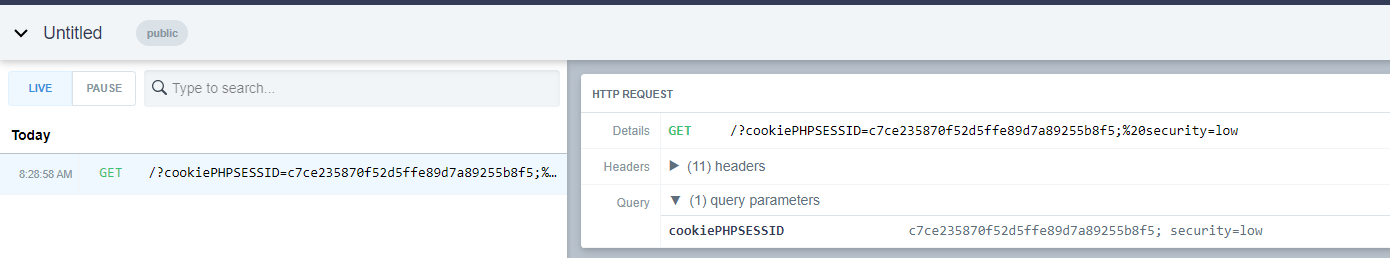 Untitled public
LIVE PAUSE Type to search...
Today
8:28:58 AM GET /?cookiePHPSESSID=c7ce235870f52d5ffe89d7a89255b8f5;%…
HTTP REQUEST
Details GET /?cookiePHPSESSID=c7ce235870f52d5ffe89d7a89255b8f5;%20security=low
Headers (11) headers
Query (1) query parameters
cookiePHPSESSID c7ce235870f52d5ffe89d7a89255b8f5; security=low